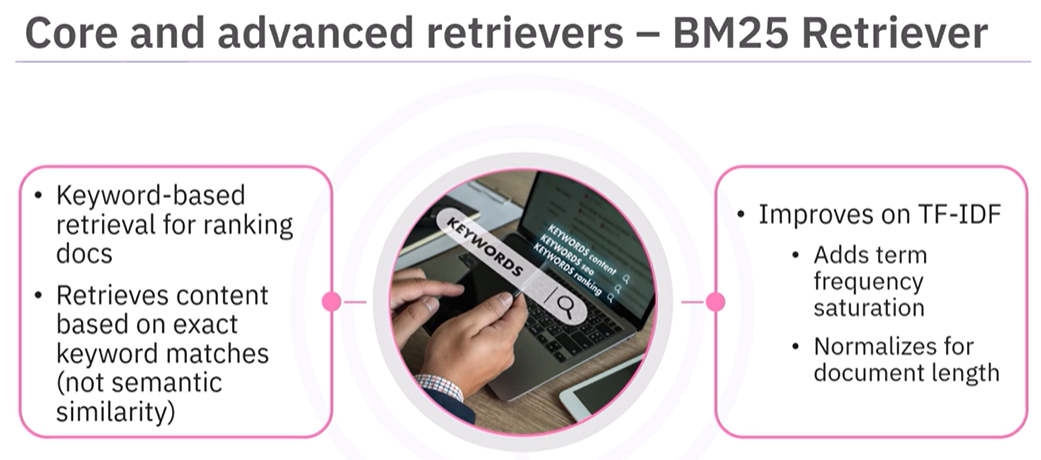 Core and advanced retrievers – BM25 Retriever
• Keyword-based
retrieval for ranking
docs
• Retrieves content
based on exact
keyword matches
(not semantic
similarity)
KEYWORDS
KEYWORDS content
KEYWORDS seo
KEYWORDS ranking
• Improves on TF-IDF
• Adds term
frequency
saturation
• Normalizes for
document length